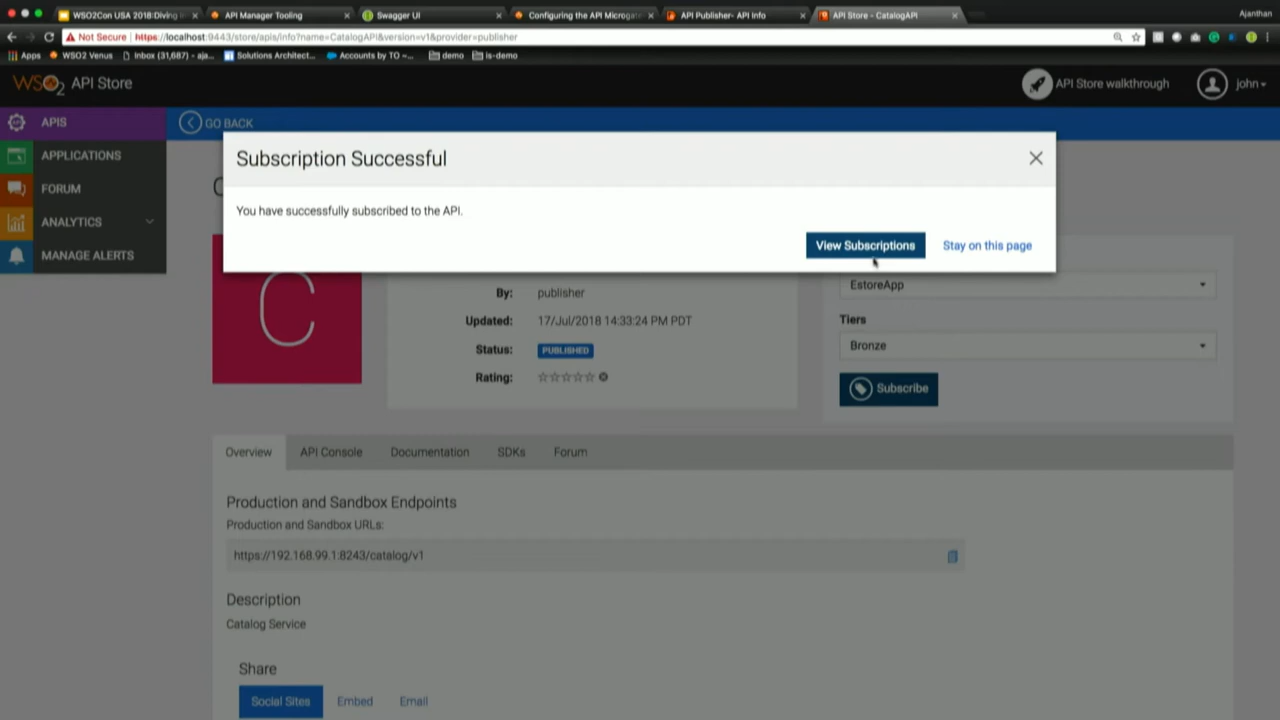 WSO2Con USA 2018:Diving i
API Manager Tooling
Swagger UI
Configuring the API Microgate
API Publisher- API Info
API Store - CatalogAPI
Ajanthan
Not Secure | https://localhost:9443/store/apis/info?name=CatalogAPI&version=v1&provider=publisher
Apps
WSO2 Venus
Inbox (31,687) - aja...
Solutions Architect...
Accounts by TO –...
demo
is-demo
WSO2 API Store
API Store walkthrough
john
APIS
GO BACK
APPLICATIONS
FORUM
ANALYTICS
MANAGE ALERTS
Subscription Successful
You have successfully subscribed to the API.
View Subscriptions
Stay on this page
C
By: publisher
Updated: 17/Jul/2018 14:33:24 PM PDT
Status: PUBLISHED
Rating:
EstoreApp
Tiers
Bronze
Subscribe
Overview
API Console
Documentation
SDKs
Forum
Production and Sandbox Endpoints
Production and Sandbox URLs:
https://192.168.99.1:8243/catalog/v1
Description
Catalog Service
Share
Social Sites
Embed
Email